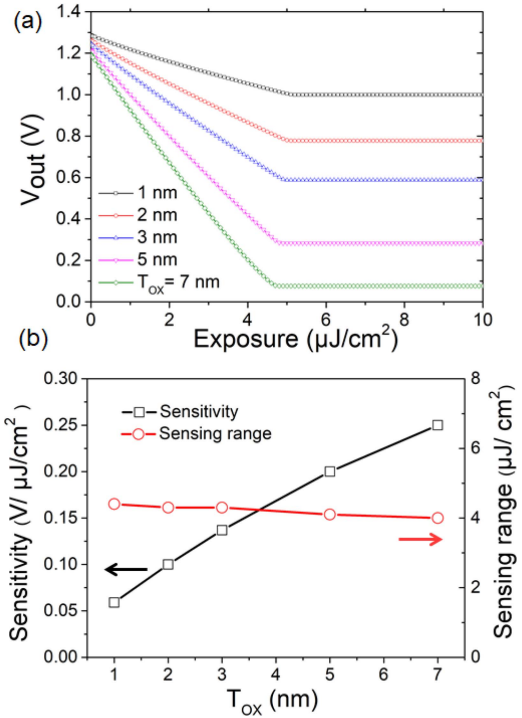 (a)
1.4
1.2
1.0
0.8
0.6
0.4
0.2
0.0
Vout (V)
1 nm
2 nm
3 nm
5 nm
TOX= 7 nm
0 2 4 6 8 10
Exposure (µJ/cm²)
(b)
0.30
0.25
0.20
0.15
0.10
0.05
0.00
Sensitivity (V/ µJ/cm²)
Sensitivity
Sensing range
8
6
4
2
0
Sensing range (µJ/ cm²)
1 2 3 4 5 6 7
TOX (nm)